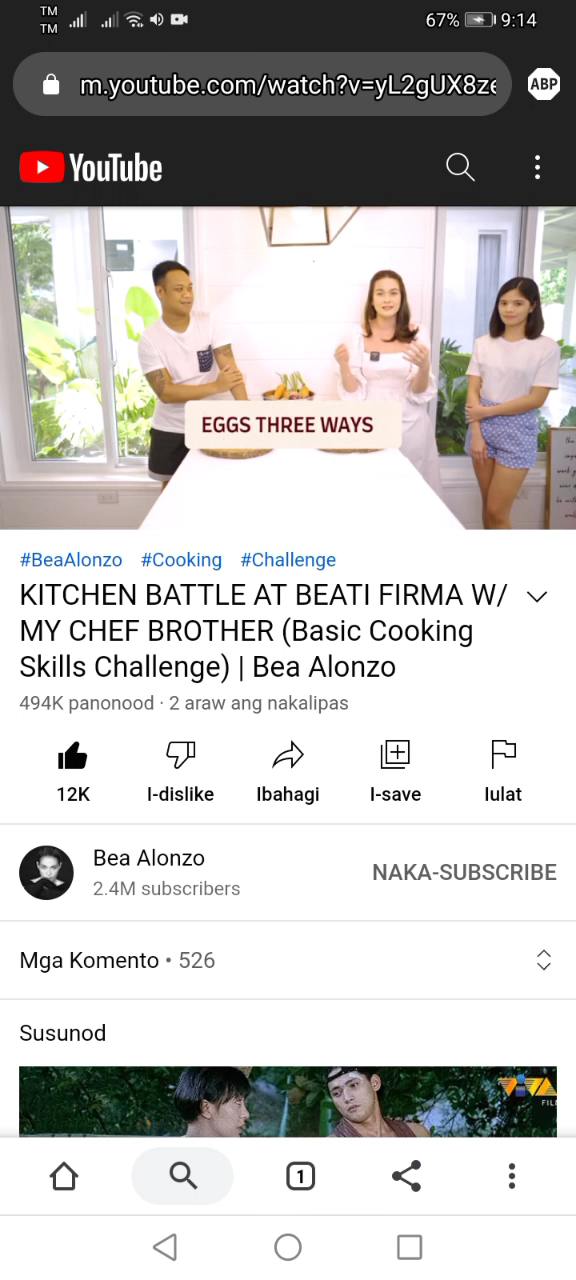 TM
TM
67% 9:14
m.youtube.com/watch?v=yL2gUX8ze
ABP
YouTube
EGGS THREE WAYS
#BeaAlonzo #Cooking #Challenge
KITCHEN BATTLE AT BEATI FIRMA W/
MY CHEF BROTHER (Basic Cooking
Skills Challenge) | Bea Alonzo
494K panonood · 2 araw ang nakalipas
12K I-dislike Ibahagi I-save Iulat
Bea Alonzo
2.4M subscribers
NAKA-SUBSCRIBE
Mga Komento • 526
Susunod
VIVA
FIL
1